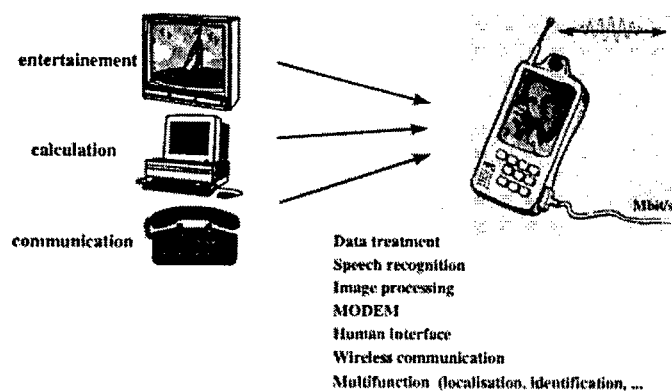 entertainement
calculation
communication
Mbit/s
Data treatment
Speech recognition
Image processing
MODEM
Human interface
Wireless communication
Multifunction (localisation, identification, ...